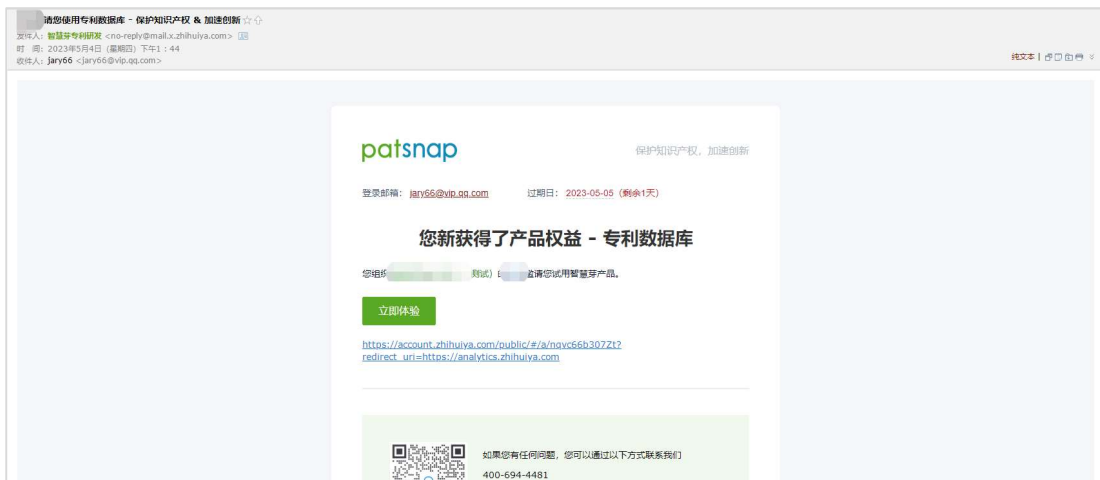 请您使用专利数据库 - 保护知识产权 & 加速创新
发件人：智慧芽专利研发 <no-reply@mail.x.zhihuiya.com>
时 间：2023年5月4日（星期四）下午1：44
收件人：jary66 <jary66@vip.qq.com>
纯文本 |
patsnap
保护知识产权，加速创新
登录邮箱： jary66@vip.qq.com 过期日： 2023-05-05（剩余1天）
您新获得了产品权益 - 专利数据库
您组织 测试） 邀请您试用智慧芽产品。
立即体验
https://account.zhihuiya.com/public/#/a/nqvc66b307Zt?
redirect_uri=https://analytics.zhihuiya.com
如果您有任何问题，您可以通过以下方式联系我们
400-694-4481